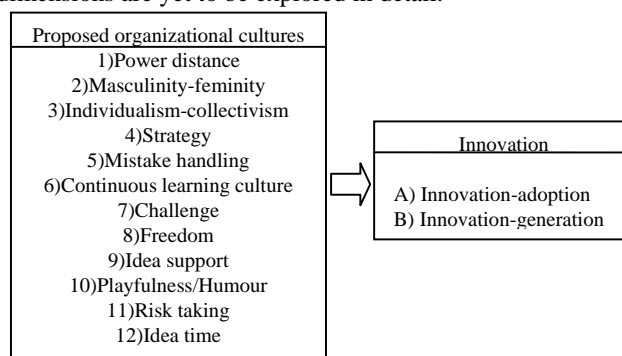 dimensions are yet to be explored in detail.
Proposed organizational cultures
1)Power distance
2)Masculinity-feminity
3)Individualism-collectivism
4)Strategy
5)Mistake handling
6)Continuous learning culture
7)Challenge
8)Freedom
9)Idea support
10)Playfulness/Humour
11)Risk taking
12)Idea time
Innovation
A) Innovation-adoption
B) Innovation-generation